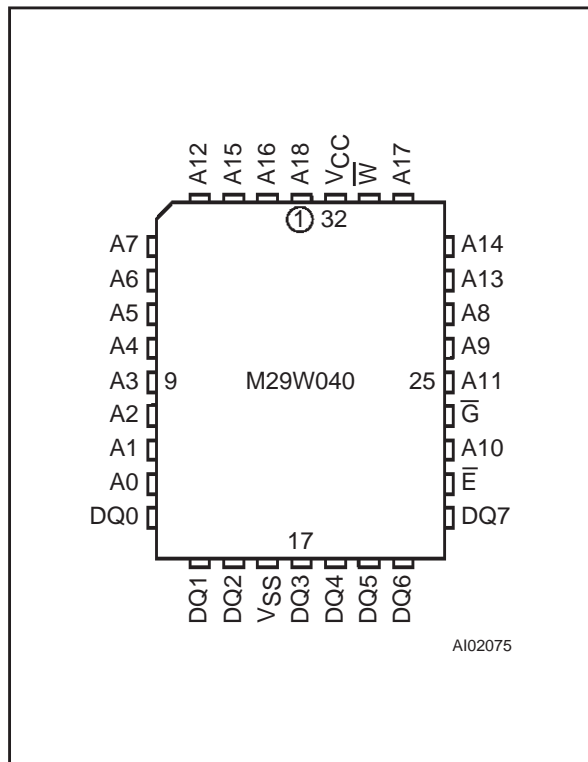 A12 A15 A16 A18 VCC W̅ A17
1 32
A7 A14
A6 A13
A5 A8
A4 A9
A3 9 M29W040 25 A11
A2 G̅
A1 A10
A0 E̅
DQ0 DQ7
17
DQ1 DQ2 VSS DQ3 DQ4 DQ5 DQ6
AI02075